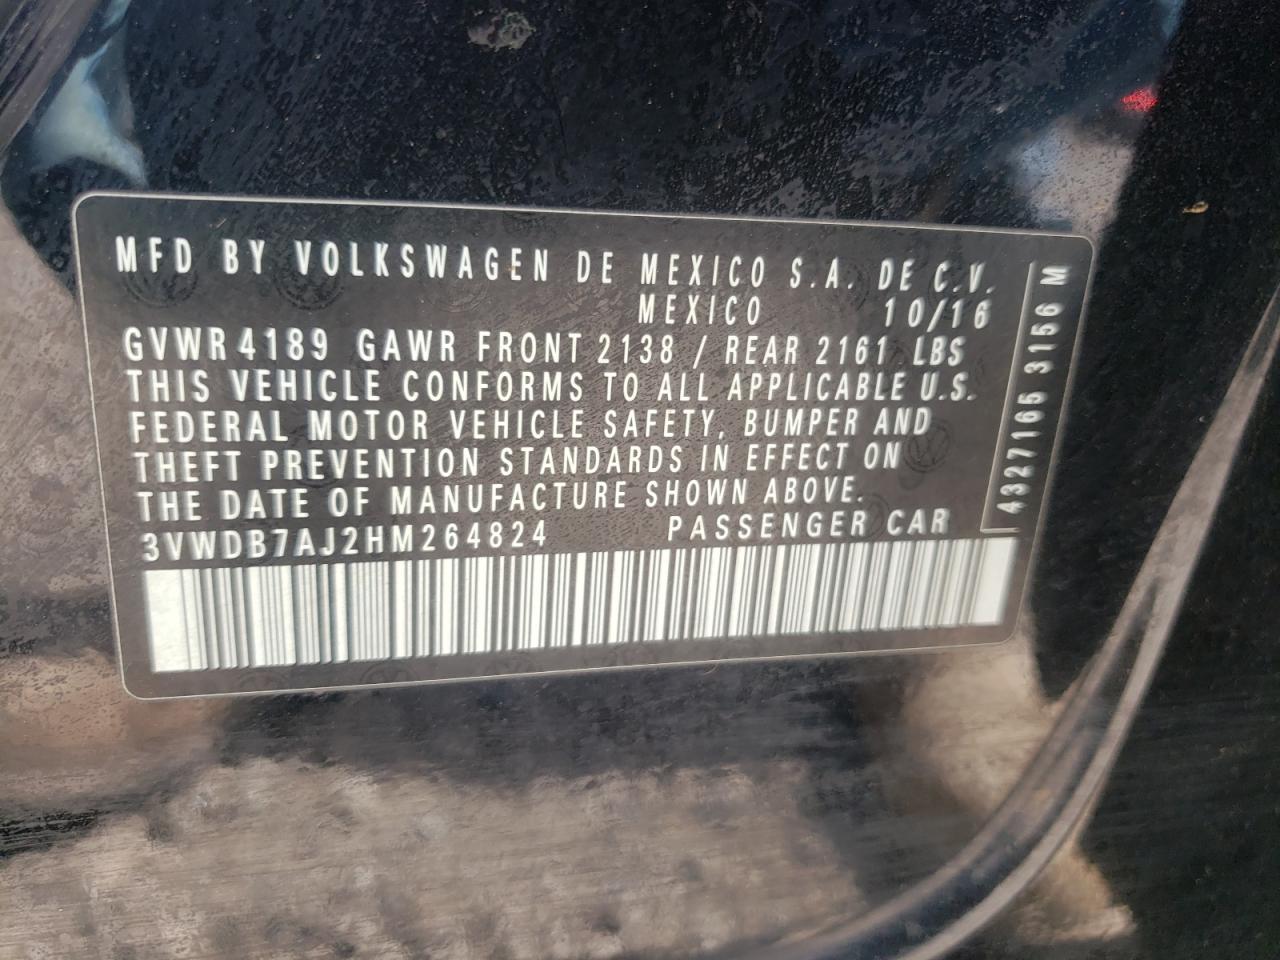 MFD BY VOLKSWAGEN DE MEXICO S.A. DE C.V.
MEXICO 10/16
GVWR 4189 GAWR FRONT 2138 / REAR 2161 LBS
THIS VEHICLE CONFORMS TO ALL APPLICABLE U.S.
FEDERAL MOTOR VEHICLE SAFETY, BUMPER AND
THEFT PREVENTION STANDARDS IN EFFECT ON
THE DATE OF MANUFACTURE SHOWN ABOVE.
3VWDB7AJ2HM264824 PASSENGER CAR
4327165 3156 M